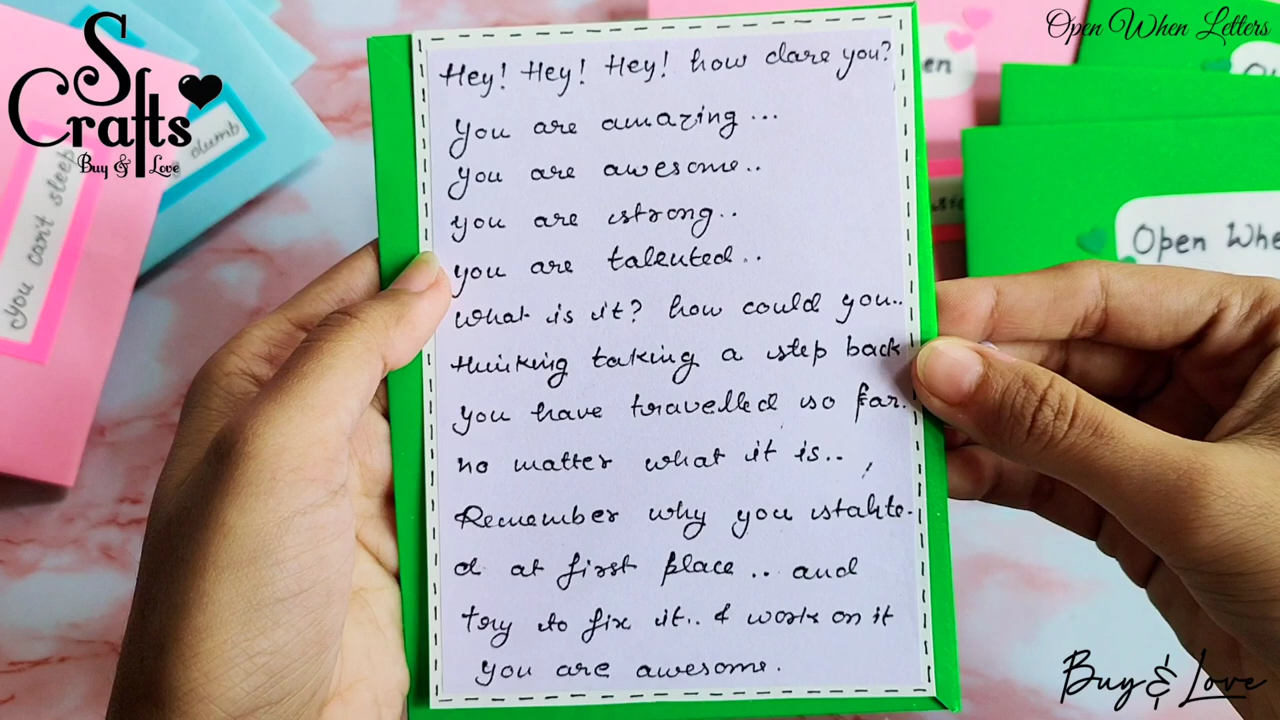 S
Crafts
Buy & Love
Open When Letters
you can't sleep
dumb
en
Open Whe
Hey! Hey! Hey! how dare you?
you are amazing...
you are awesome..
you are strong..
you are talented..
what is it? how could you..
thinking taking a step back
you have travelled so far.
no matter what it is..
Remember why you starte-
d at first place .. and
try to fix it.. & work on it
you are awesome.
Buy & Love